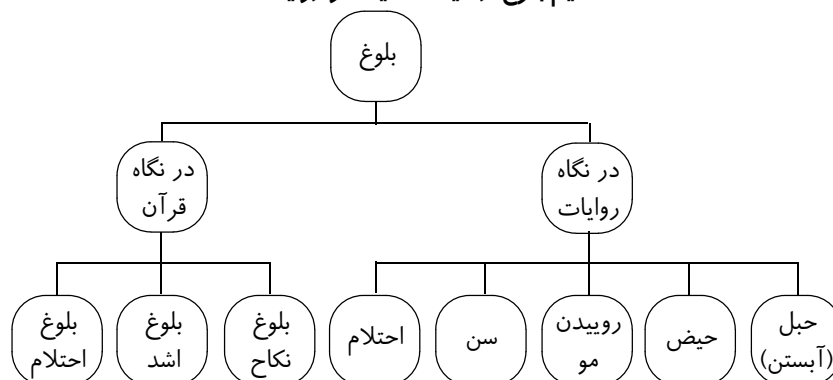 بلوغ
در نگاه
روایات
در نگاه
قرآن
حبل
(آبستن)
حیض
روییدن
مو
سن
احتلام
بلوغ
نکاح
بلوغ
اشد
بلوغ
احتلام